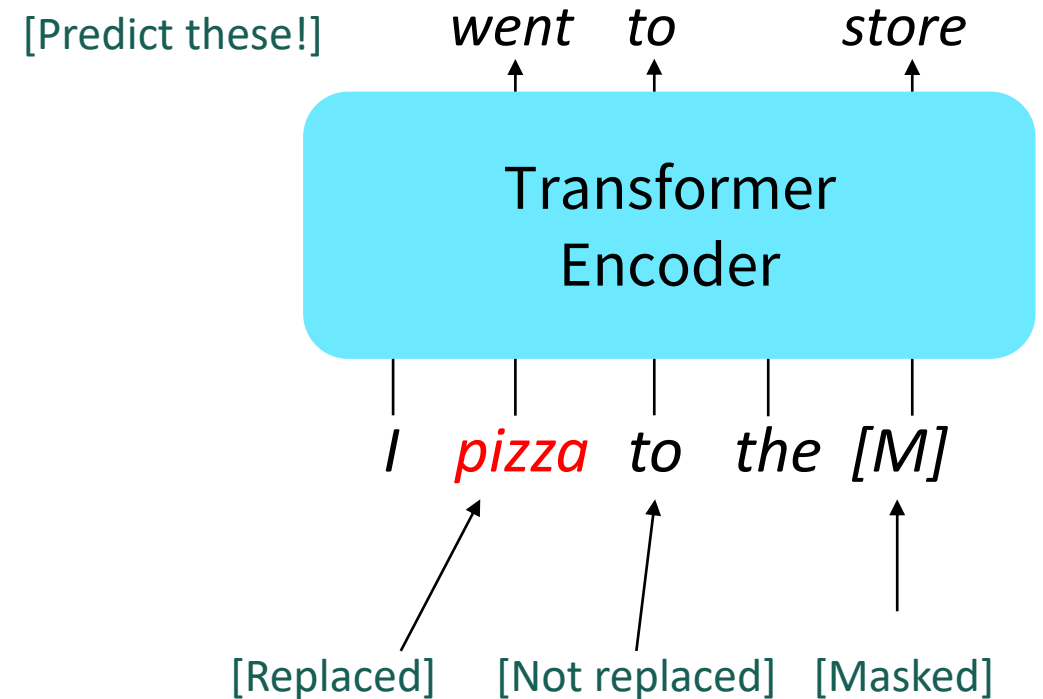 [Predict these!] went to store
Transformer
Encoder
I pizza to the [M]
[Replaced] [Not replaced] [Masked]